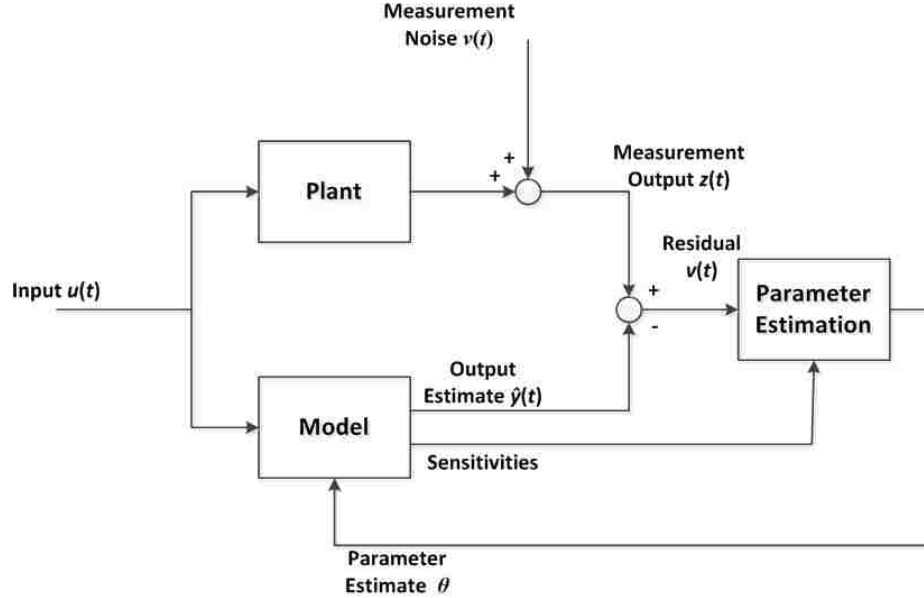 Measurement
Noise v(t)
+
+
Measurement
Output z(t)
Plant
Residual
v(t)
Input u(t)
+
-
Parameter
Estimation
Output
Estimate ŷ(t)
Model
Sensitivities
Parameter
Estimate θ